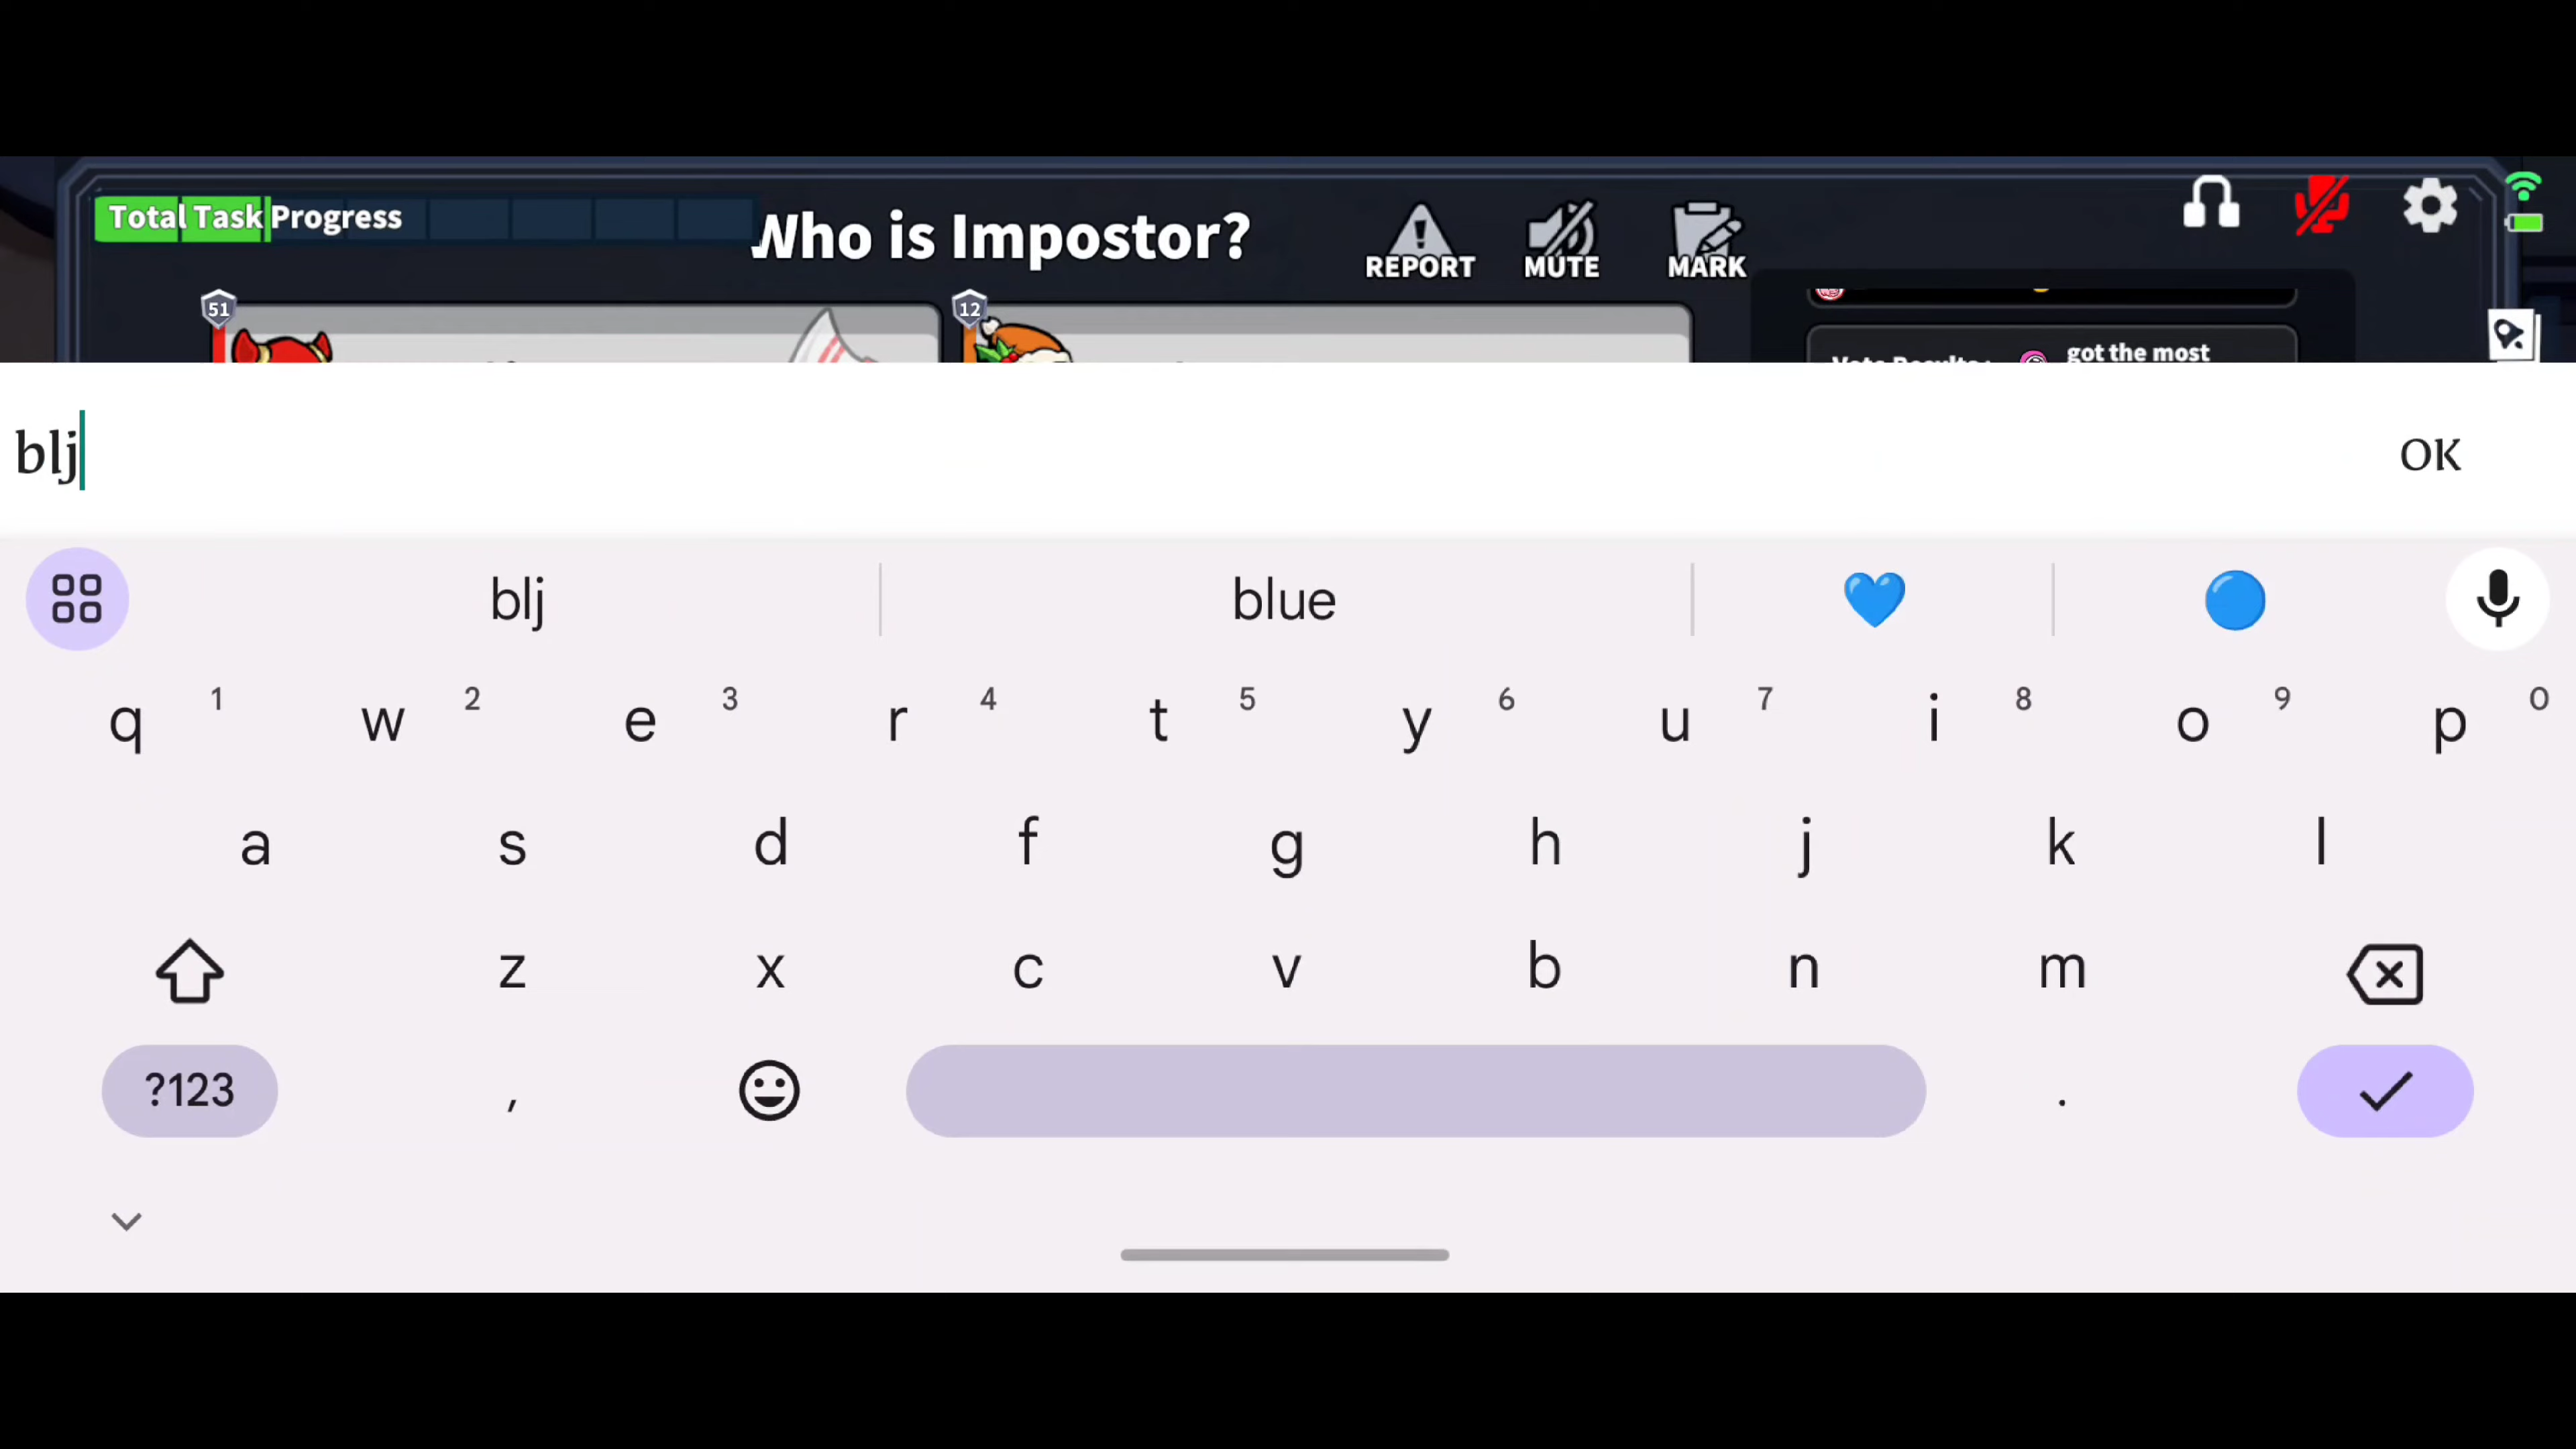 Total Task Progress
Who is Impostor?
REPORT
MUTE
MARK
51
12
got the most
blj
OK
blj
blue
q 1 w 2 e 3 r 4 t 5 y 6 u 7 i 8 o 9 p 0
a s d f g h j k l
z x c v b n m
?123 , .